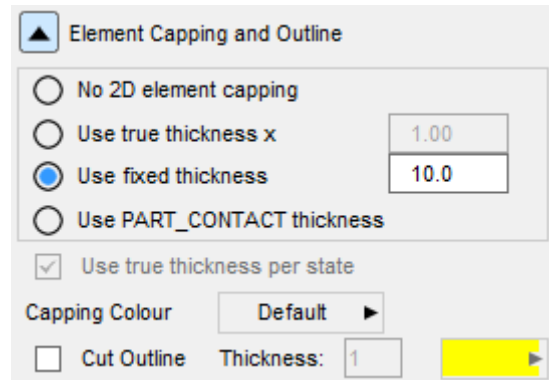 Element Capping and Outline
No 2D element capping
Use true thickness x 1.00
Use fixed thickness 10.0
Use PART_CONTACT thickness
Use true thickness per state
Capping Colour Default
Cut Outline Thickness: 1